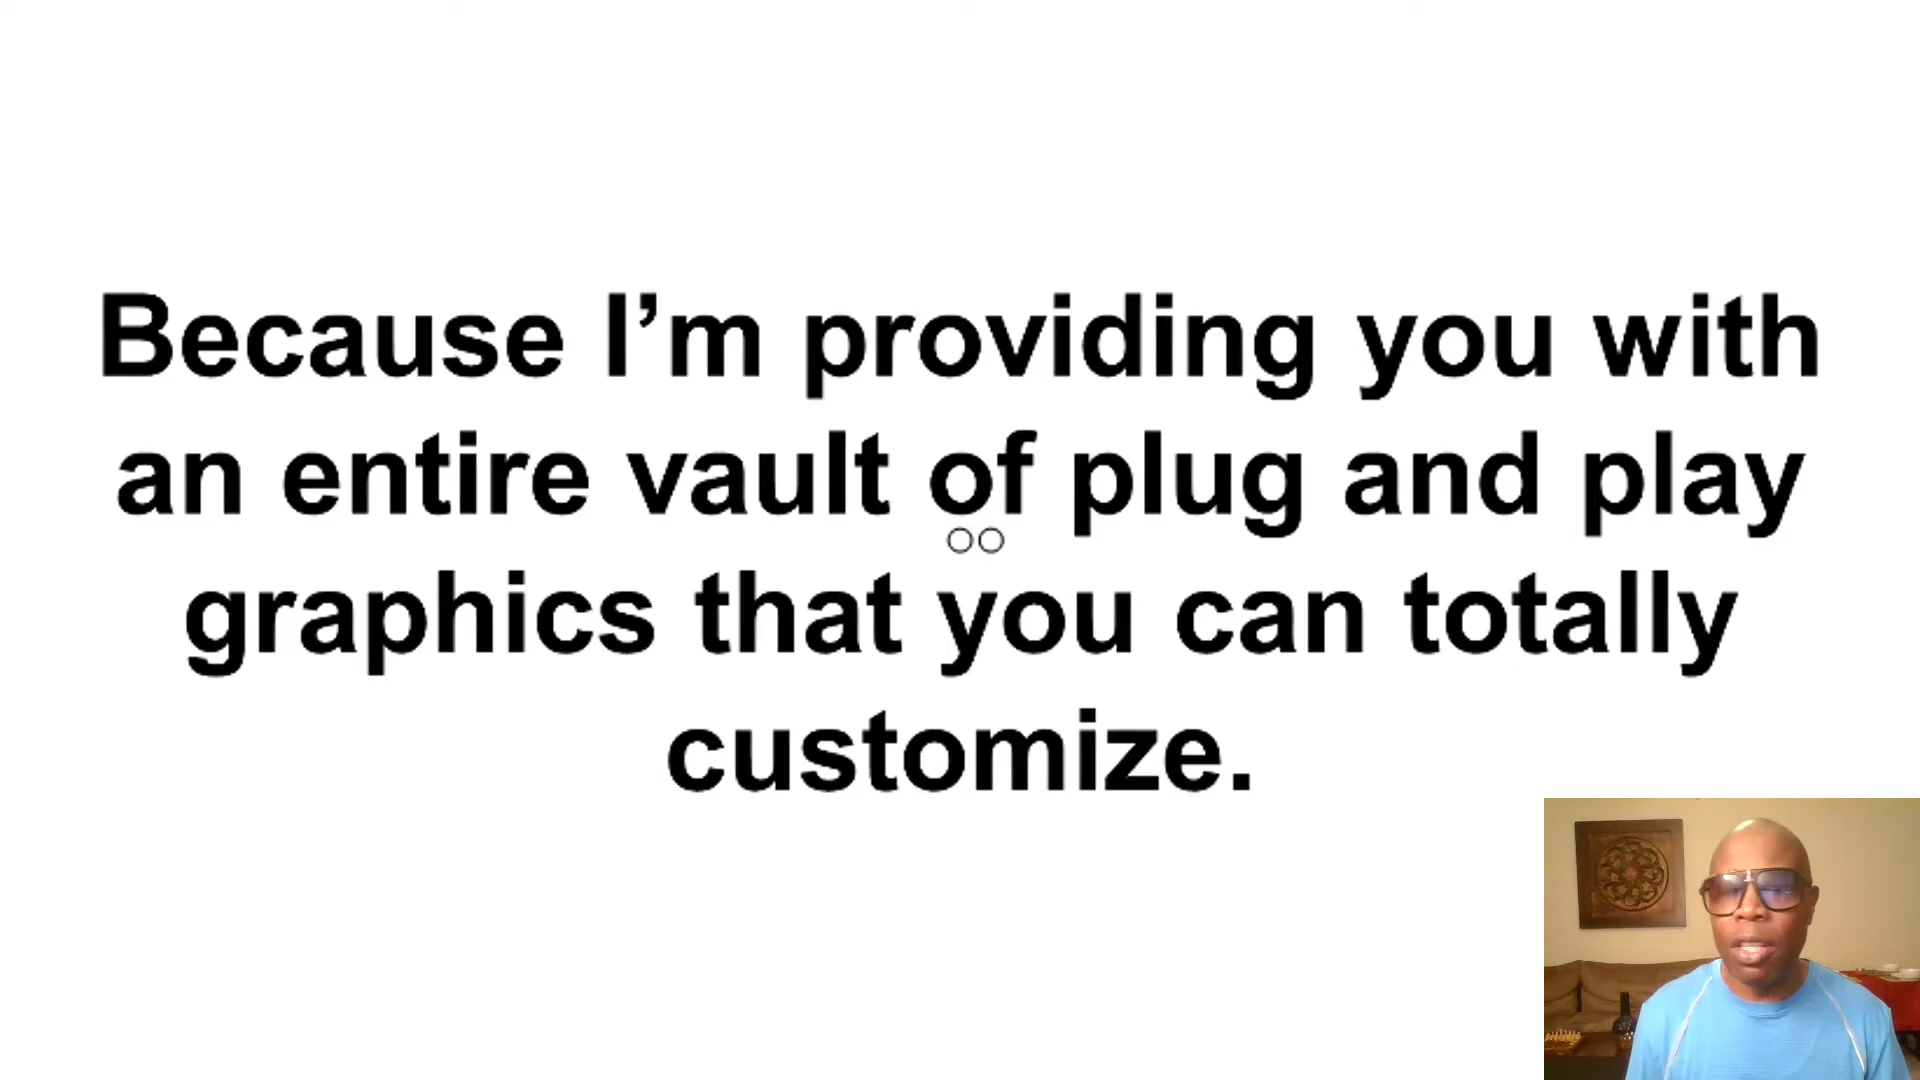 Because I’m providing you with
an entire vault of plug and play
graphics that you can totally
customize.